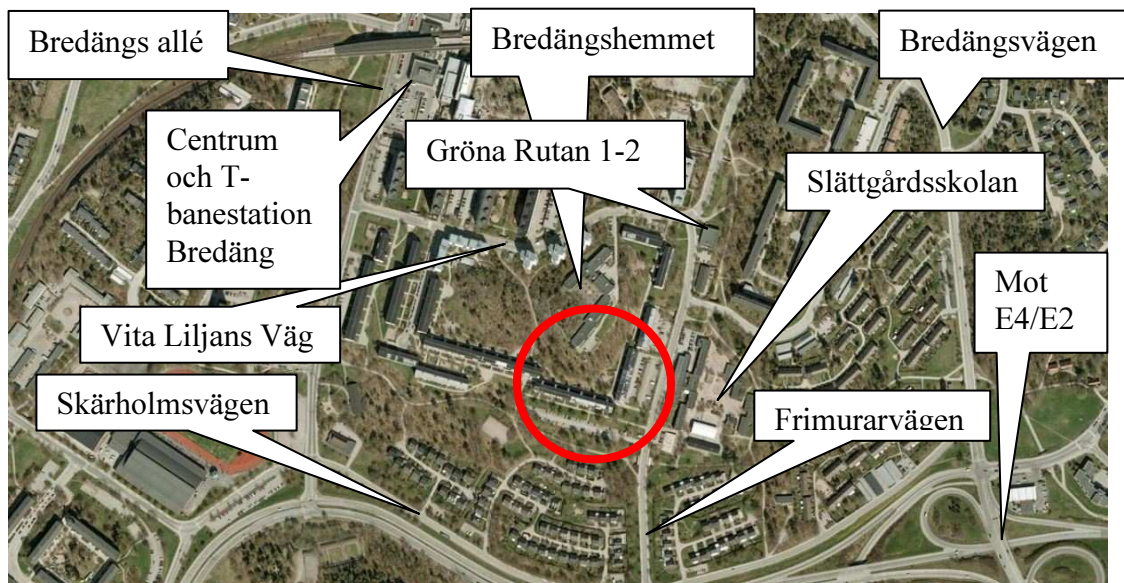 Bredängs allé
Bredängshemmet
Bredängsvägen
Centrum
och T-
banestation
Bredäng
Gröna Rutan 1-2
Slättgårdsskolan
Mot
E4/E2
Vita Liljans Väg
Skärholmsvägen
Frimurarvägen